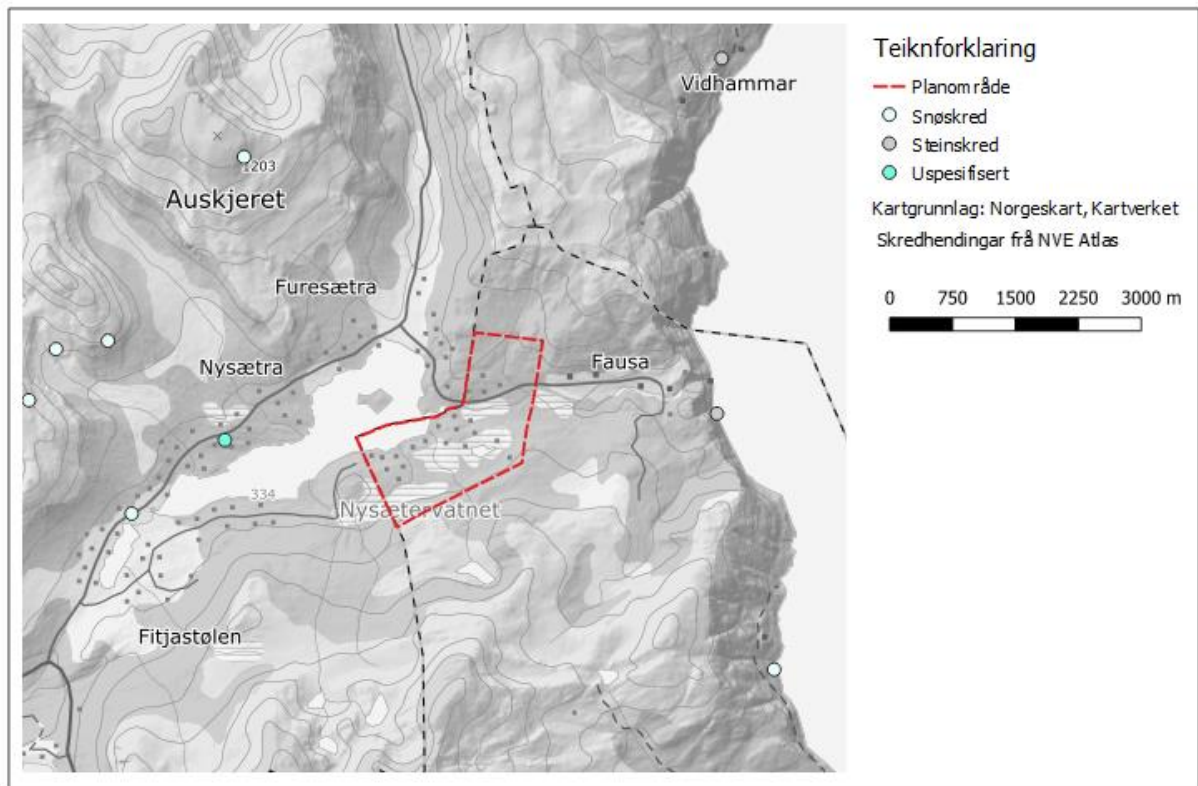 Teiknforklaring
Planområde
Snøskred
Steinskred
Uspesifisert
Kartgrunnlag: Norgeskart, Kartverket
Skredhendingar frå NVE Atlas
0 750 1500 2250 3000 m
Vidhammar
1203
Auskjeret
Furesætra
Nysætra
Fausa
334
Nysætervatnet
Fitjastølen